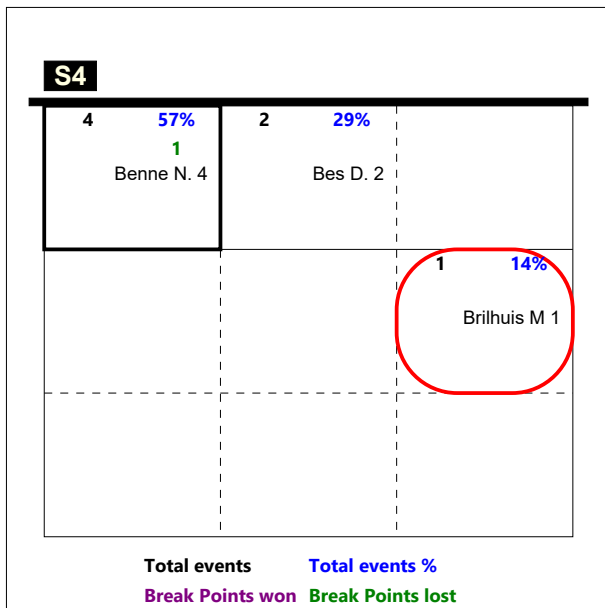 S4
4 57% 2 29%
1
Benne N. 4 Bes D. 2
1 14%
Brilhuis M 1
Total events Total events %
Break Points won Break Points lost